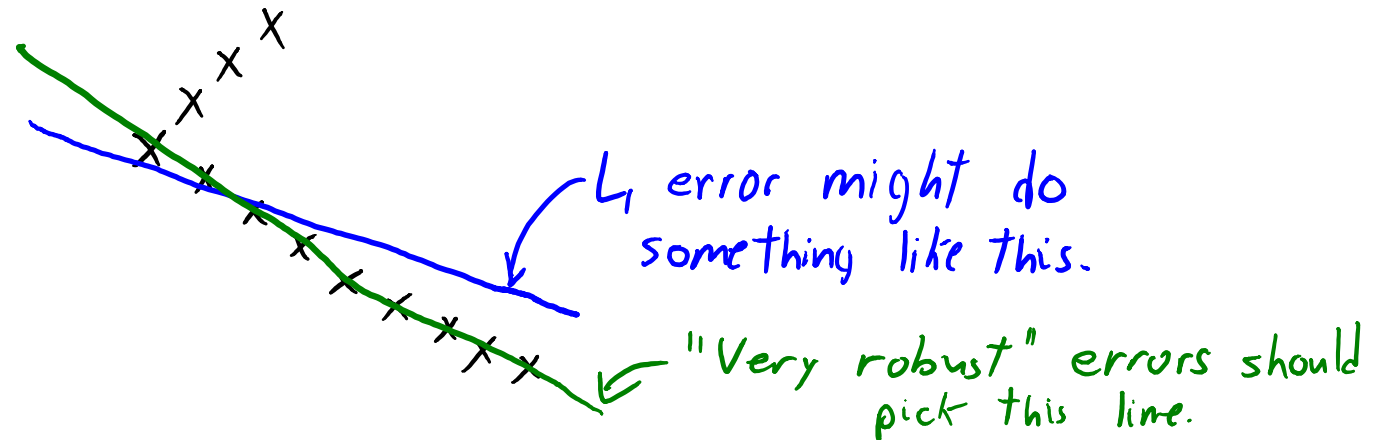 L₁ error might do
something like this.
"Very robust" errors should
pick this line.